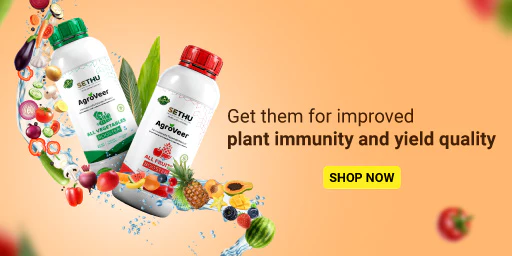 SETHU
AgroVeer
ALL VEGETABLES
SETHU
AgroVeer
ALL FRUITS
Get them for improved
plant immunity and yield quality
SHOP NOW